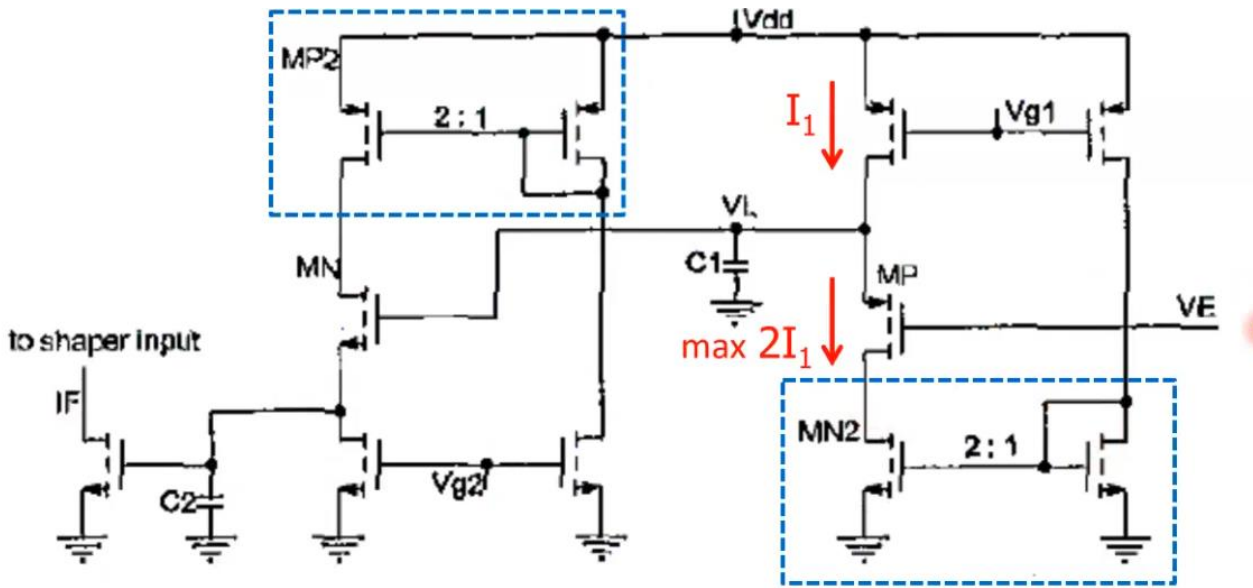 Vdd
MP2
2:1
I₁
Vg1
VL
C1
MN
MP
VE
to shaper input
max 2I₁
IF
MN2
2:1
Vg2
C2